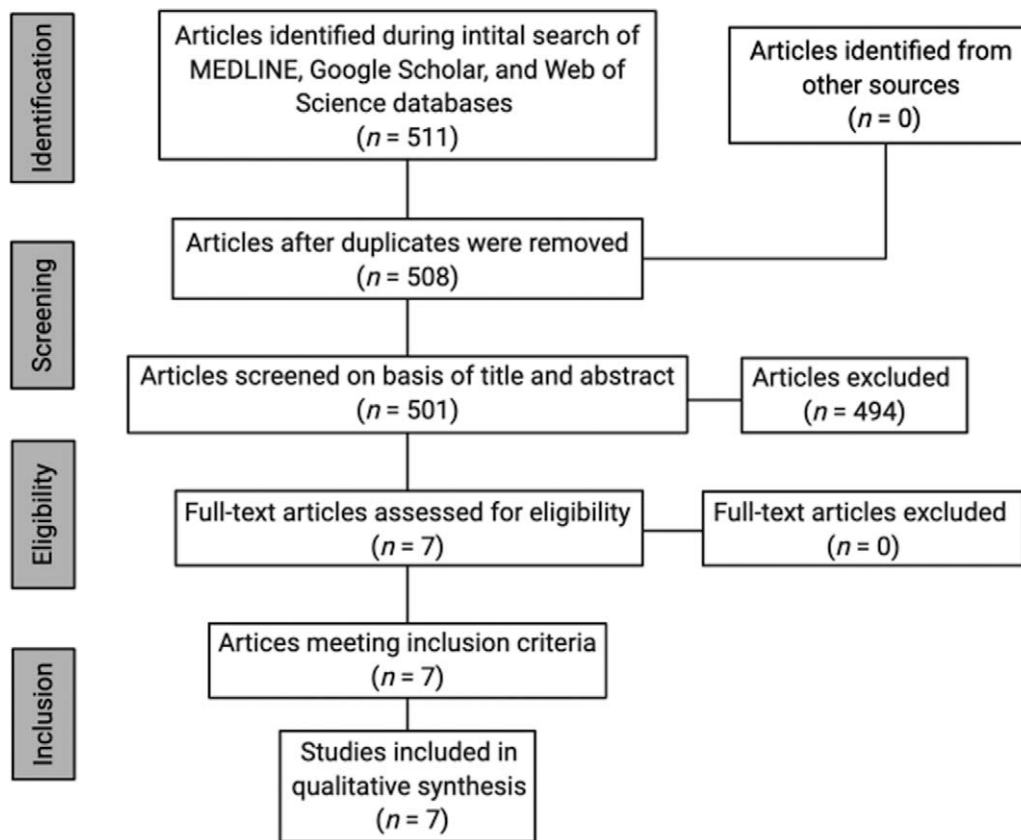 Identification
Articles identified during intital search of
MEDLINE, Google Scholar, and Web of
Science databases
(n = 511)
Articles identified from
other sources
(n = 0)
Screening
Articles after duplicates were removed
(n = 508)
Articles screened on basis of title and abstract
(n = 501)
Articles excluded
(n = 494)
Eligibility
Full-text articles assessed for eligibility
(n = 7)
Full-text articles excluded
(n = 0)
Inclusion
Artices meeting inclusion criteria
(n = 7)
Studies included in
qualitative synthesis
(n = 7)